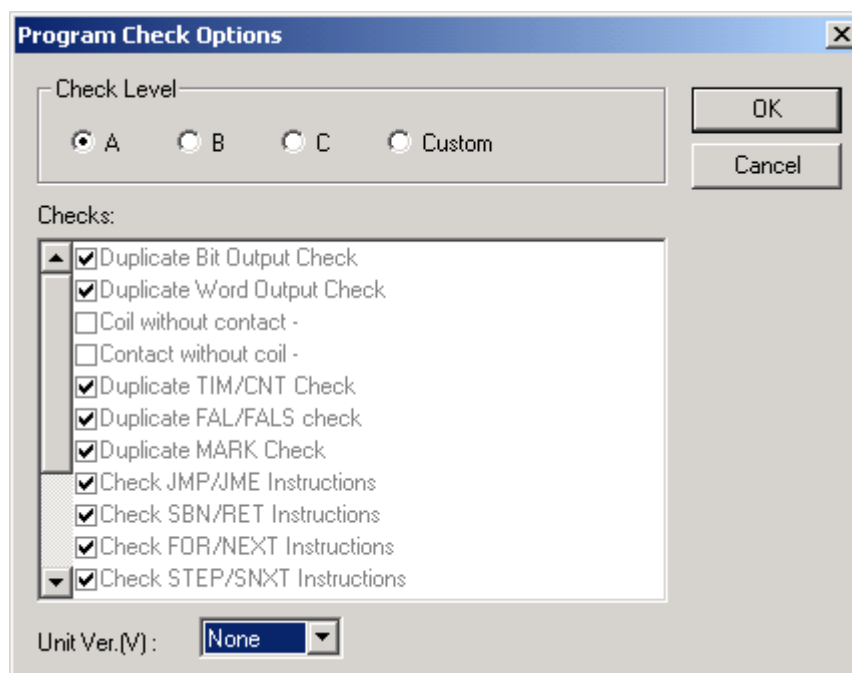 Program Check Options
Check Level
A B C Custom
OK
Cancel
Checks:
Duplicate Bit Output Check
Duplicate Word Output Check
Coil without contact -
Contact without coil -
Duplicate TIM/CNT Check
Duplicate FAL/FALS check
Duplicate MARK Check
Check JMP/JME Instructions
Check SBN/RET Instructions
Check FOR/NEXT Instructions
Check STEP/SNXT Instructions
Unit Ver.(V) : None